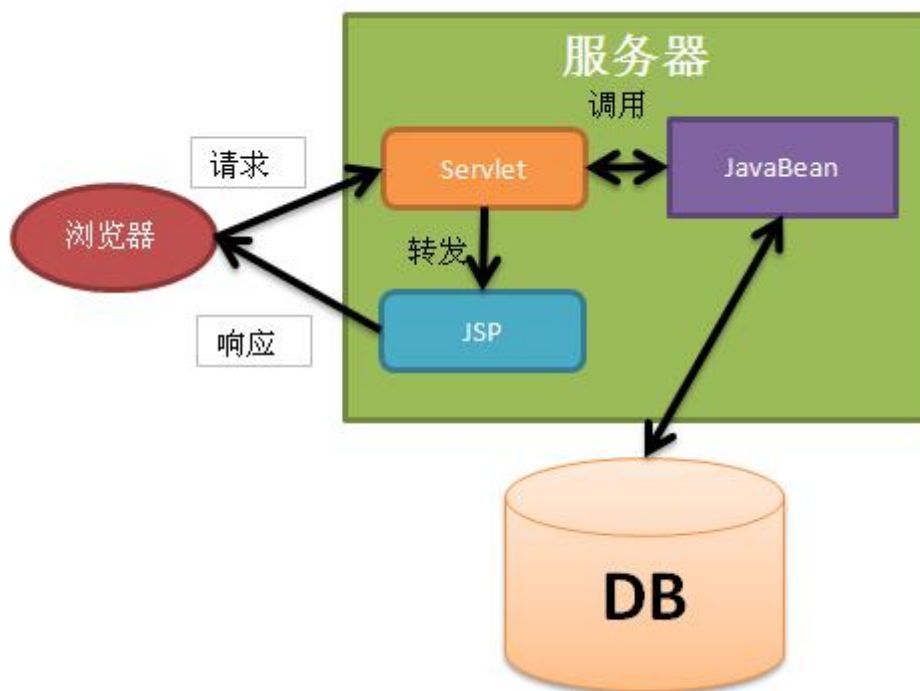 服务器
调用
请求
Servlet
JavaBean
浏览器
转发
响应
JSP
DB